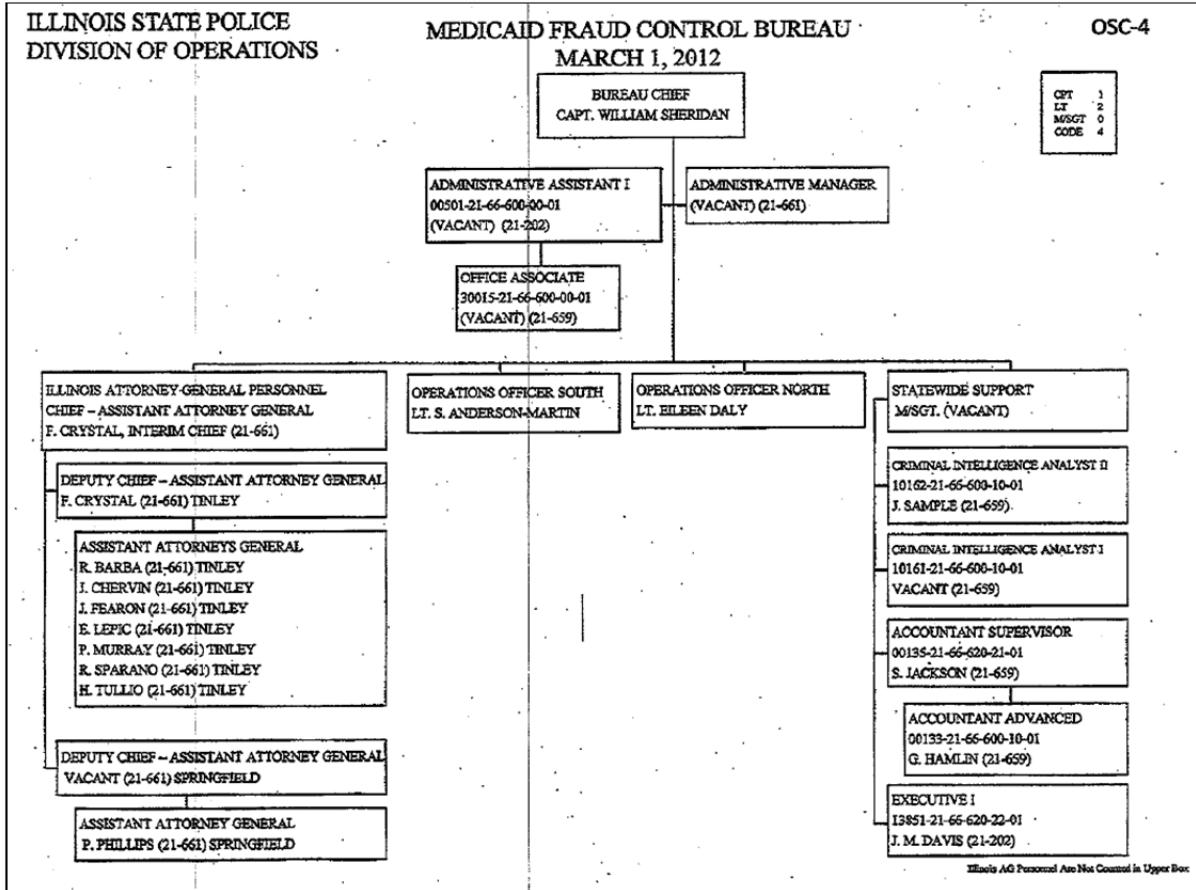 ILLINOIS STATE POLICE
DIVISION OF OPERATIONS
MEDICAID FRAUD CONTROL BUREAU
MARCH 1, 2012
OSC-4
CPT 1
LT 2
M/SGT 0
CODE 4
BUREAU CHIEF
CAPT. WILLIAM SHERIDAN
ADMINISTRATIVE ASSISTANT I
00501-21-66-600-00-01
(VACANT) (21-202)
ADMINISTRATIVE MANAGER
(VACANT) (21-661)
OFFICE ASSOCIATE
30015-21-66-600-00-01
(VACANT) (21-659)
ILLINOIS ATTORNEY-GENERAL PERSONNEL
CHIEF – ASSISTANT ATTORNEY GENERAL
F. CRYSTAL, INTERIM CHIEF (21-661)
DEPUTY CHIEF – ASSISTANT ATTORNEY GENERAL
F. CRYSTAL (21-661) TINLEY
ASSISTANT ATTORNEYS GENERAL
R. BARBA (21-661) TINLEY
J. CHERVIN (21-661) TINLEY
J. FEARON (21-661) TINLEY
E. LEPIC (21-661) TINLEY
P. MURRAY (21-661) TINLEY
R. SPARANO (21-661) TINLEY
H. TULLIO (21-661) TINLEY
DEPUTY CHIEF – ASSISTANT ATTORNEY GENERAL
VACANT (21-661) SPRINGFIELD
ASSISTANT ATTORNEY GENERAL
P. PHILLIPS (21-661) SPRINGFIELD
OPERATIONS OFFICER SOUTH
LT. S. ANDERSON-MARTIN
OPERATIONS OFFICER NORTH
LT. EILEEN DALY
STATEWIDE SUPPORT
M/SGT. (VACANT)
CRIMINAL INTELLIGENCE ANALYST II
10162-21-66-600-10-01
J. SAMPLE (21-659)
CRIMINAL INTELLIGENCE ANALYST I
10161-21-66-600-10-01
VACANT (21-659)
ACCOUNTANT SUPERVISOR
00135-21-66-620-21-01
S. JACKSON (21-659)
ACCOUNTANT ADVANCED
00133-21-66-600-10-01
G. HAMLIN (21-659)
EXECUTIVE I
13851-21-66-620-22-01
J. M. DAVIS (21-202)
Illinois AG Personnel Are Not Counted in Upper Box